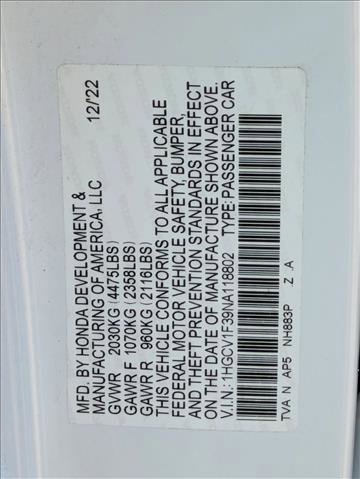 MFD. BY HONDA DEVELOPMENT &
MANUFACTURING OF AMERICA, LLC 12/'22
GVWR 2030KG (4475LBS)
GAWR F 1070KG (2358LBS)
GAWR R 960KG (2116LBS)
THIS VEHICLE CONFORMS TO ALL APPLICABLE
FEDERAL MOTOR VEHICLE SAFETY, BUMPER,
AND THEFT PREVENTION STANDARDS IN EFFECT
ON THE DATE OF MANUFACTURE SHOWN ABOVE.
V.I.N.: 1HGCV1F39NA118802 TYPE: PASSENGER CAR
TVA N AP5 NH883P Z .A